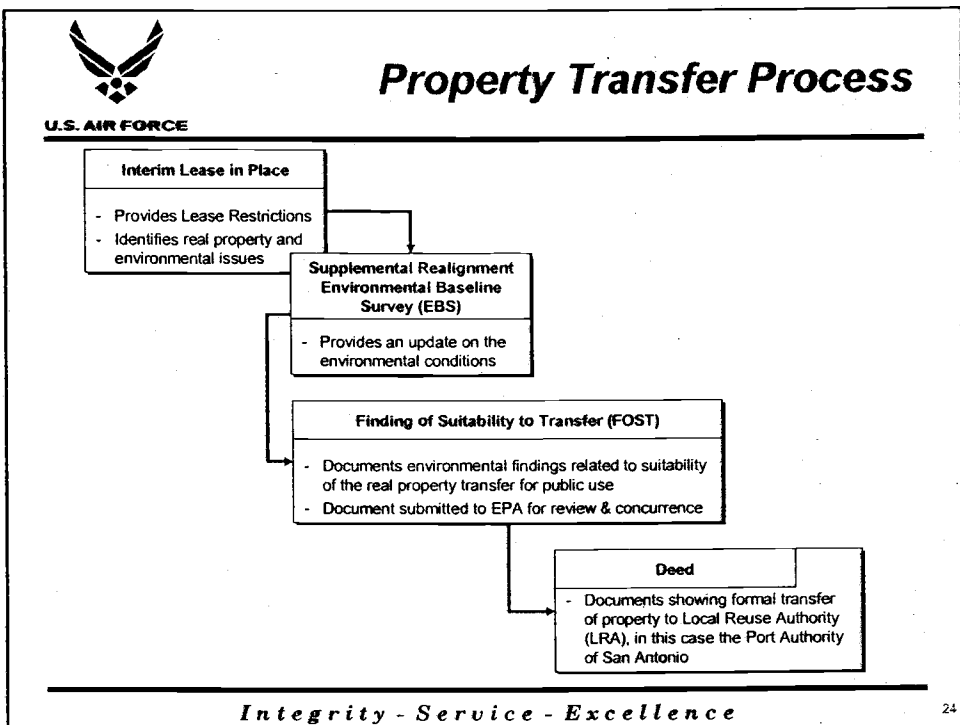 Property Transfer Process
U.S. AIR FORCE
Interim Lease in Place
- Provides Lease Restrictions
- Identifies real property and
environmental issues
Supplemental Realignment
Environmental Baseline
Survey (EBS)
- Provides an update on the
environmental conditions
Finding of Suitability to Transfer (FOST)
- Documents environmental findings related to suitability
of the real property transfer for public use
- Document submitted to EPA for review & concurrence
Deed
- Documents showing formal transfer
of property to Local Reuse Authority
(LRA), in this case the Port Authority
of San Antonio
Integrity - Service - Excellence
24